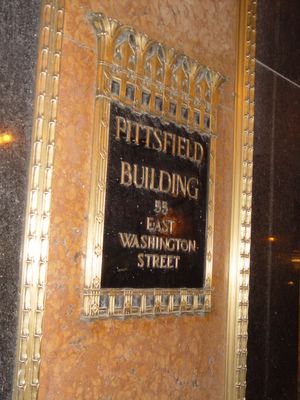 PITTSFIELD
BUILDING
55
EAST
WASHINGTON
STREET